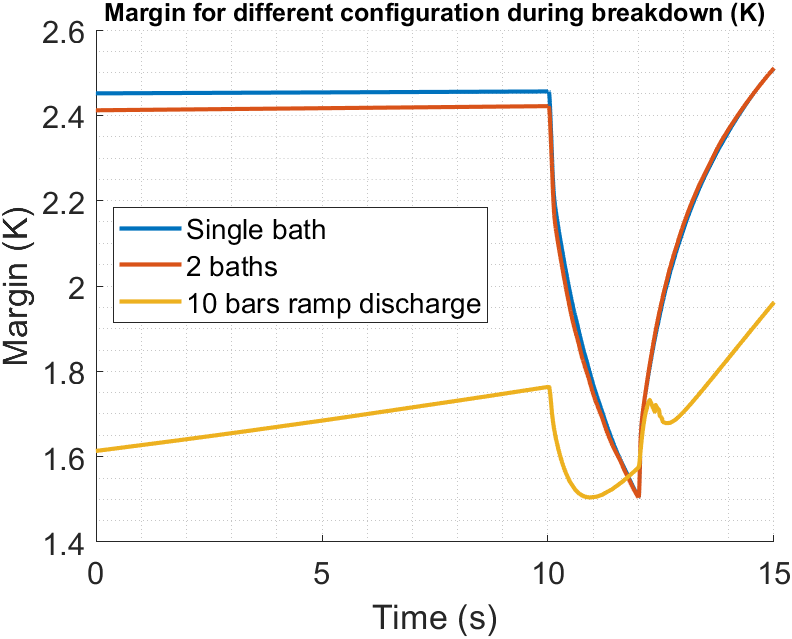 Margin for different configuration during breakdown (K)
2.6
2.4
2.2
2
1.8
1.6
1.4
Margin (K)
Single bath
2 baths
10 bars ramp discharge
0 5 10 15
Time (s)